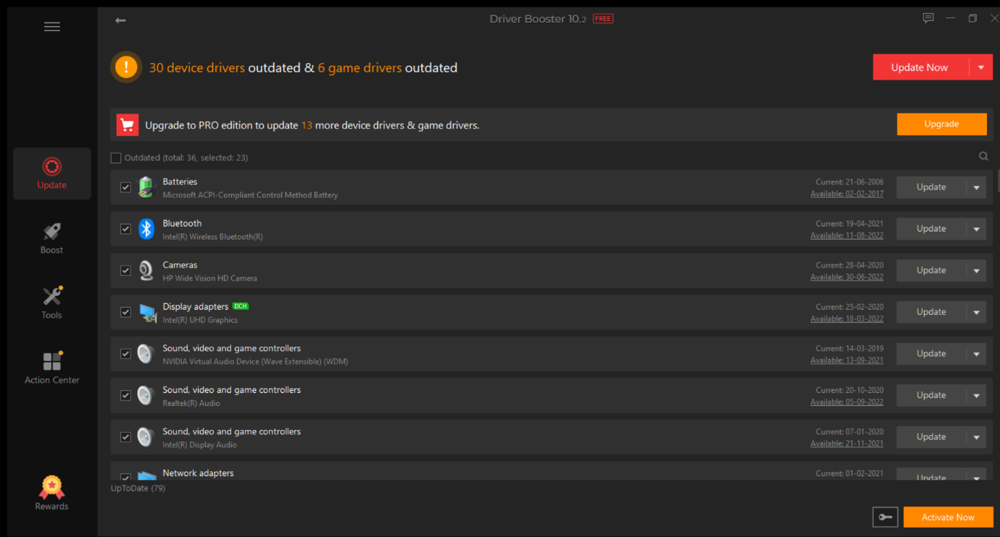 Driver Booster 10.2 FREE
30 device drivers outdated & 6 game drivers outdated
Update Now
Upgrade to PRO edition to update 13 more device drivers & game drivers.
Upgrade
Outdated (total: 36, selected: 23)
Update
Boost
Tools
Action Center
Rewards
Batteries
Microsoft ACPI-Compliant Control Method Battery
Current: 21-06-2006
Available: 02-02-2017
Update
Bluetooth
Intel(R) Wireless Bluetooth(R)
Current: 19-04-2021
Available: 11-08-2022
Update
Cameras
HP Wide Vision HD Camera
Current: 28-04-2020
Available: 30-06-2022
Update
Display adapters DCH
Intel(R) UHD Graphics
Current: 25-02-2020
Available: 18-03-2022
Update
Sound, video and game controllers
NVIDIA Virtual Audio Device (Wave Extensible) (WDM)
Current: 14-03-2019
Available: 13-09-2021
Update
Sound, video and game controllers
Realtek(R) Audio
Current: 20-10-2020
Available: 05-09-2022
Update
Sound, video and game controllers
Intel(R) Display Audio
Current: 07-01-2020
Available: 21-11-2021
Update
Network adapters
Current: 01-02-2021
Update
UpToDate (79)
Activate Now